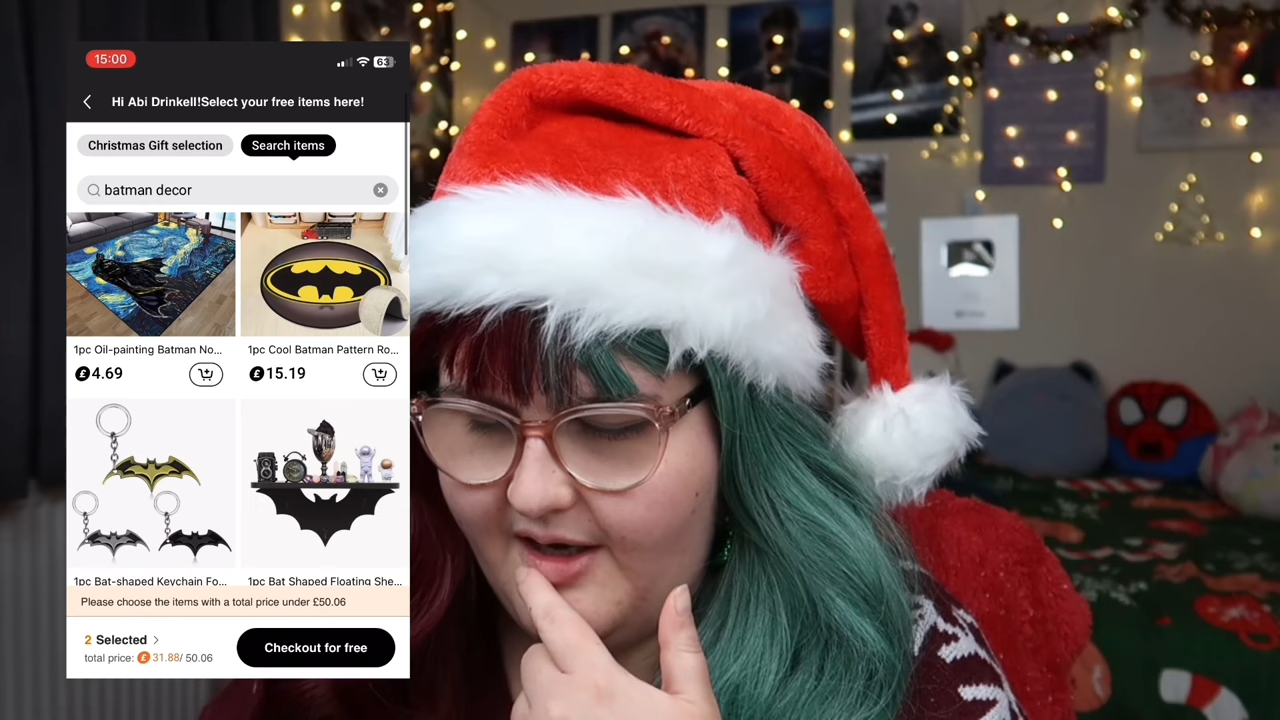 15:00
63
Hi Abi Drinkell!Select your free items here!
Christmas Gift selection
Search items
batman decor
1pc Oil-painting Batman No...
1pc Cool Batman Pattern Ro...
£4.69
£15.19
1pc Bat-shaped Keychain Fo...
1pc Bat Shaped Floating She...
Please choose the items with a total price under £50.06
2 Selected
Checkout for free
total price: £ 31.88/ 50.06